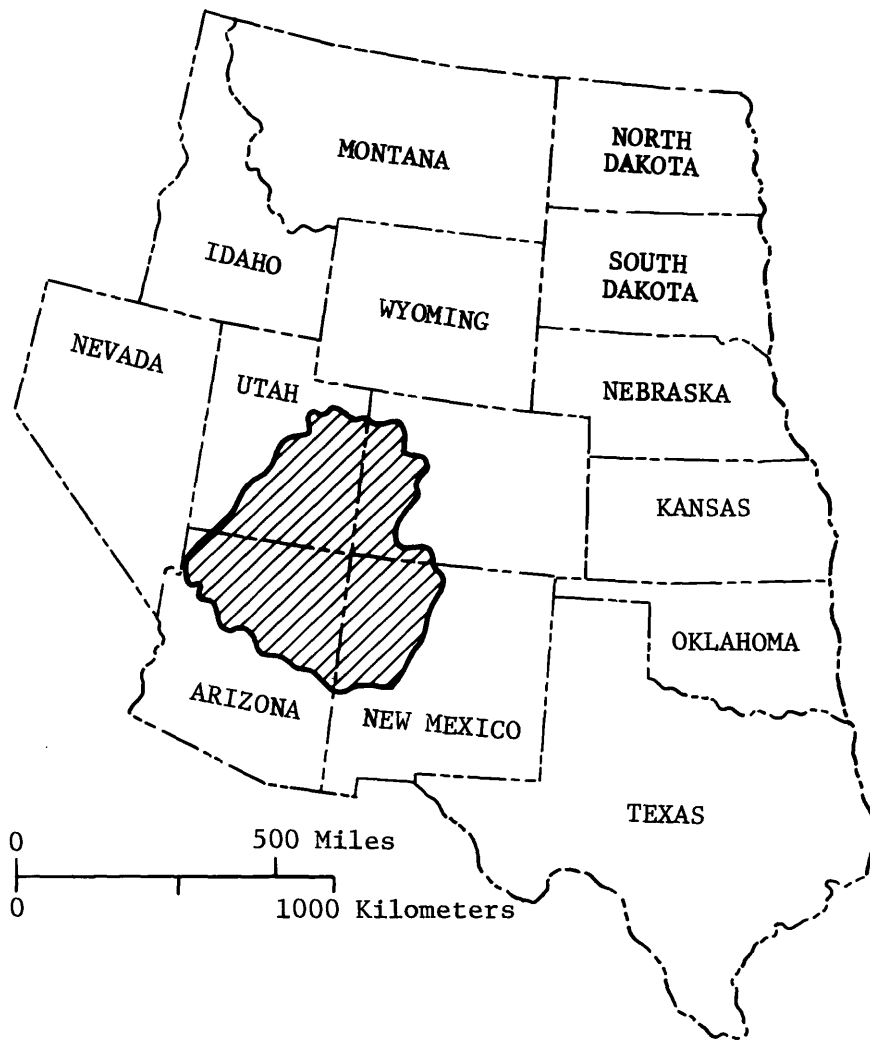 MONTANA
NORTH
DAKOTA
IDAHO
SOUTH
DAKOTA
WYOMING
NEVADA
UTAH
NEBRASKA
KANSAS
OKLAHOMA
ARIZONA
NEW MEXICO
TEXAS
0 500 Miles
0 1000 Kilometers